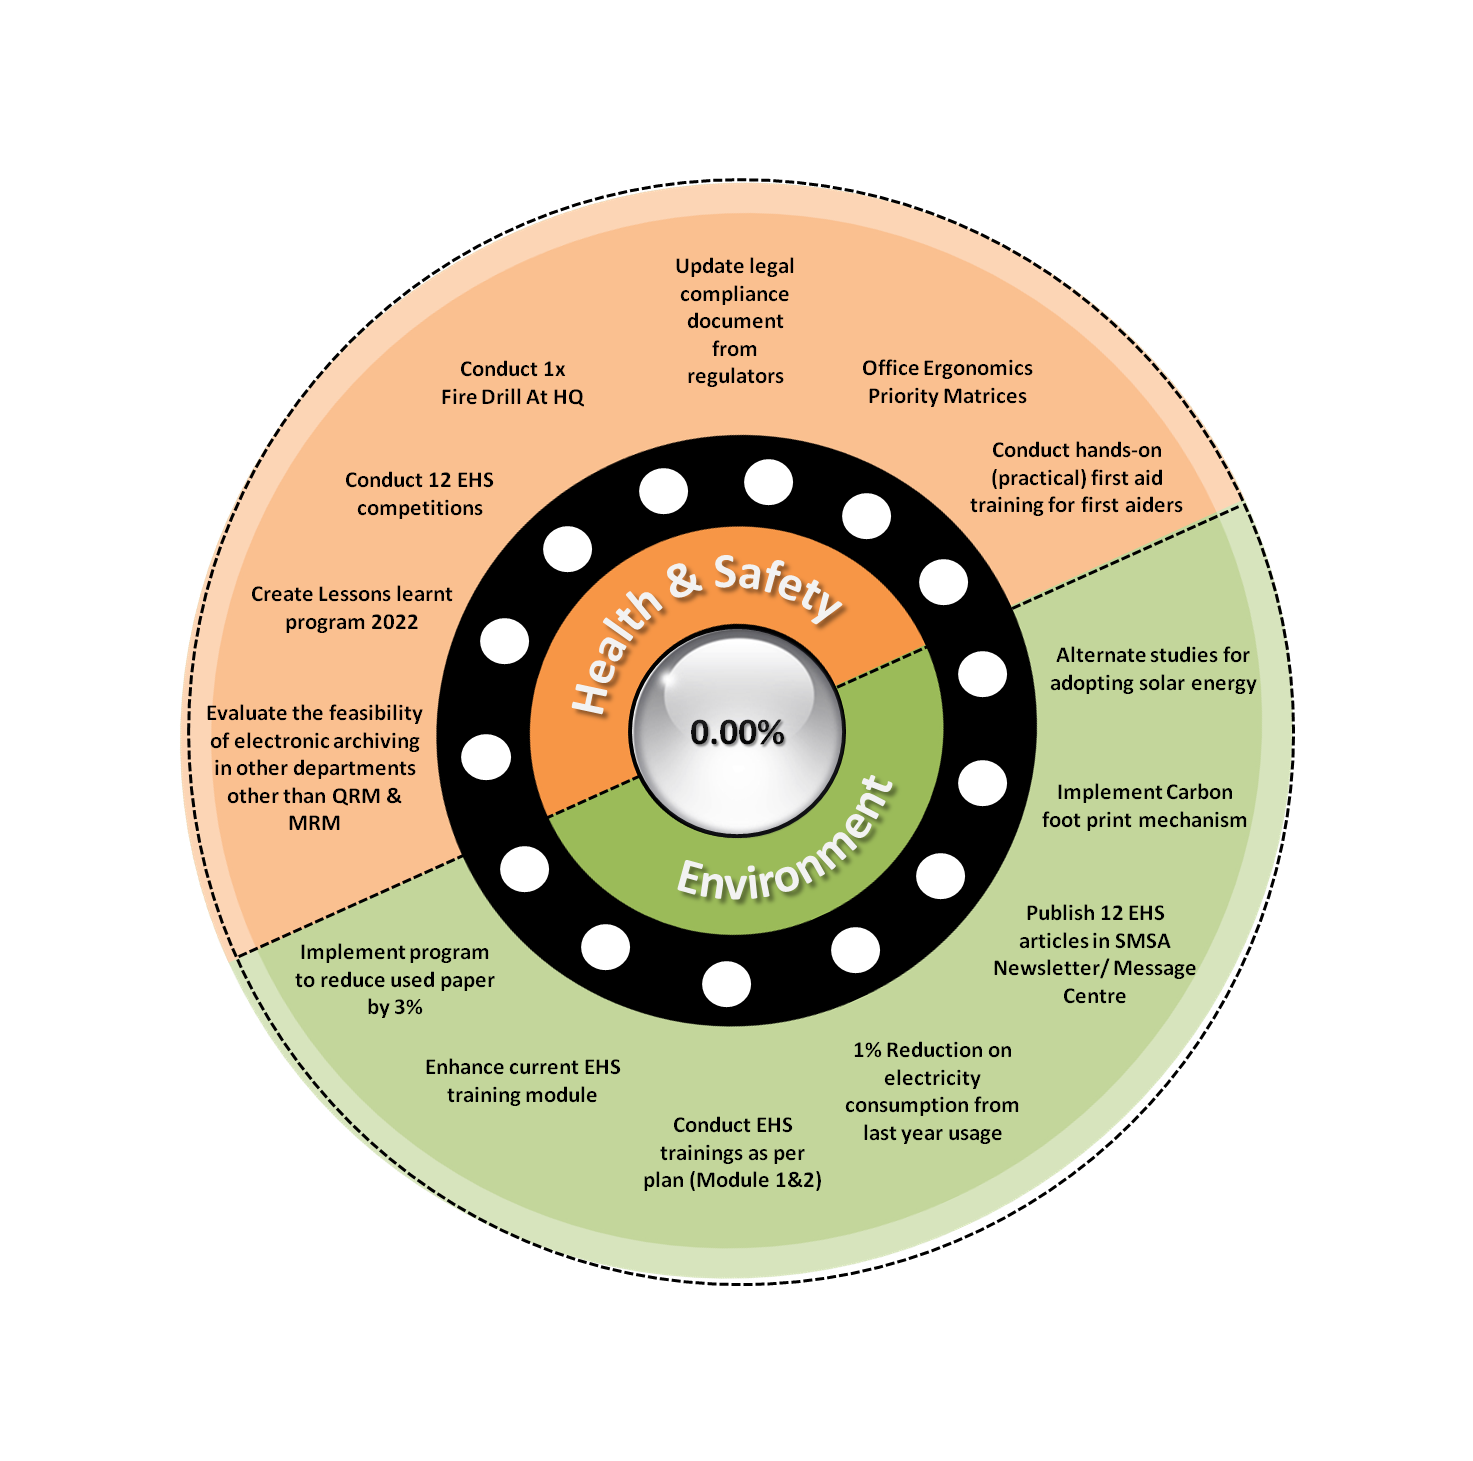 Update legal
compliance
document
from
regulators
Office Ergonomics
Priority Matrices
Conduct hands-on
(practical) first aid
training for first aiders
Alternate studies for
adopting solar energy
Implement Carbon
foot print mechanism
Publish 12 EHS
articles in SMSA
Newsletter/ Message
Centre
1% Reduction on
electricity
consumption from
last year usage
Conduct EHS
trainings as per
plan (Module 1&2)
Enhance current EHS
training module
Implement program
to reduce used paper
by 3%
Evaluate the feasibility
of electronic archiving
in other departments
other than QRM &
MRM
Create Lessons learnt
program 2022
Conduct 12 EHS
competitions
Conduct 1x
Fire Drill At HQ
Health & Safety
0.00%
Environment